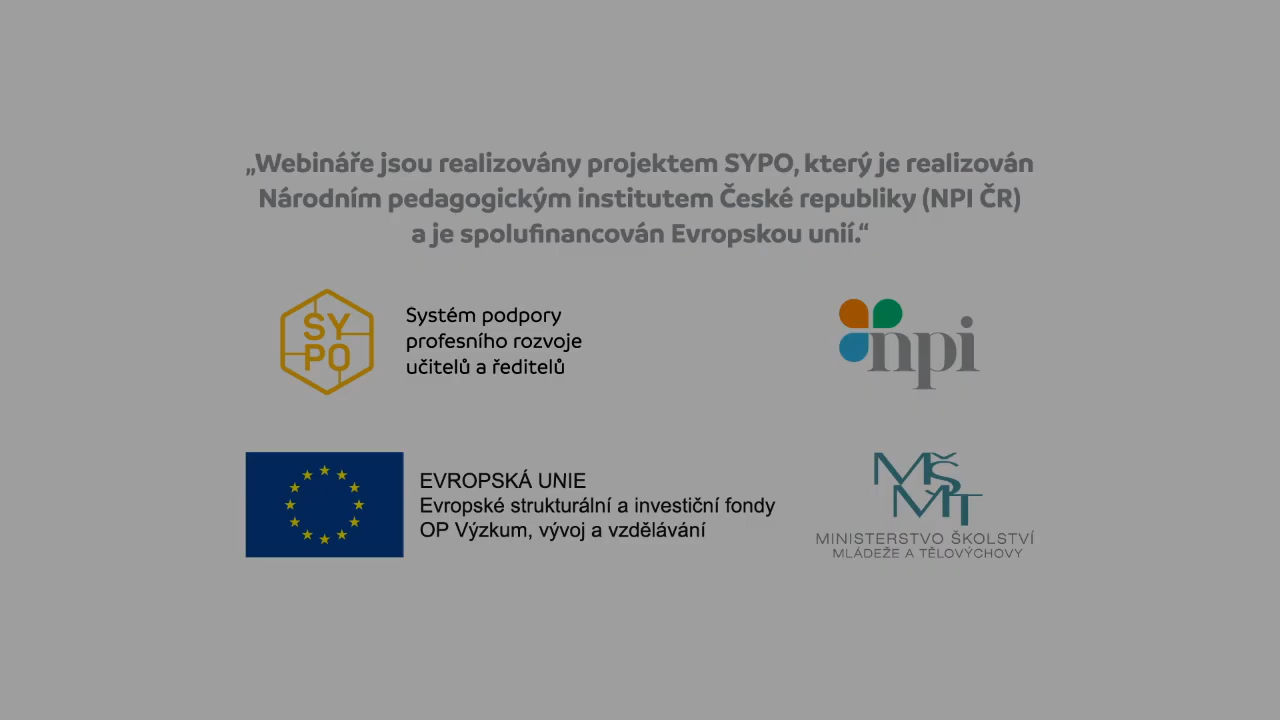 „Webináře jsou realizovány projektem SYPO, který je realizován
Národním pedagogickým institutem České republiky (NPI ČR)
a je spolufinancován Evropskou unií.“
SY
PO
Systém podpory
profesního rozvoje
učitelů a ředitelů
npi
EVROPSKÁ UNIE
Evropské strukturální a investiční fondy
OP Výzkum, vývoj a vzdělávání
MŠ
MT
MINISTERSTVO ŠKOLSTVÍ
MLÁDEŽE A TĚLOVÝCHOVY